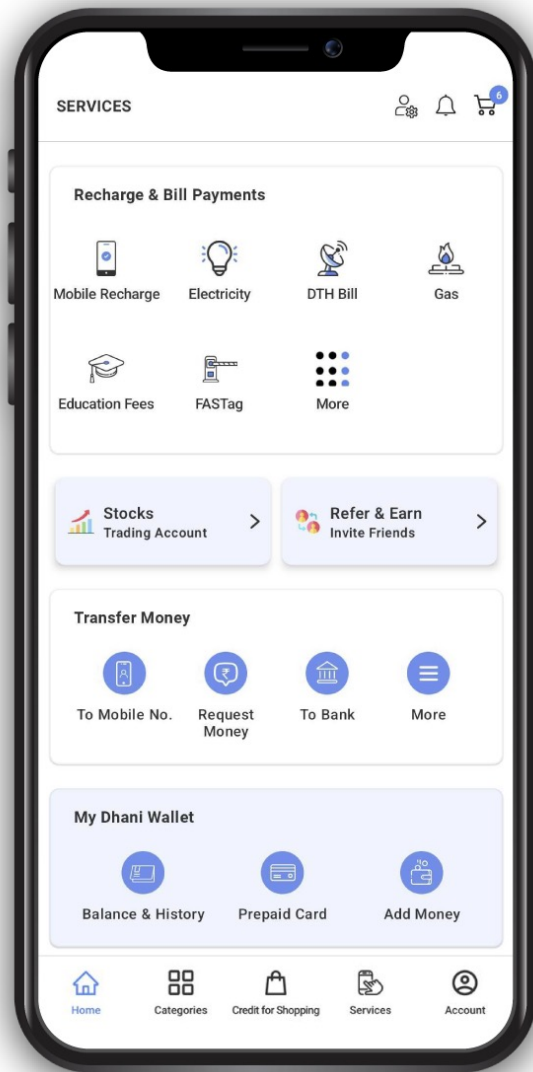 SERVICES
6
Recharge & Bill Payments
Mobile Recharge
Electricity
DTH Bill
Gas
Education Fees
FASTag
More
Stocks
Trading Account
Refer & Earn
Invite Friends
Transfer Money
₹
To Mobile No.
Request
Money
To Bank
More
My Dhani Wallet
Balance & History
Prepaid Card
Add Money
Home
Categories
Credit for Shopping
Services
Account